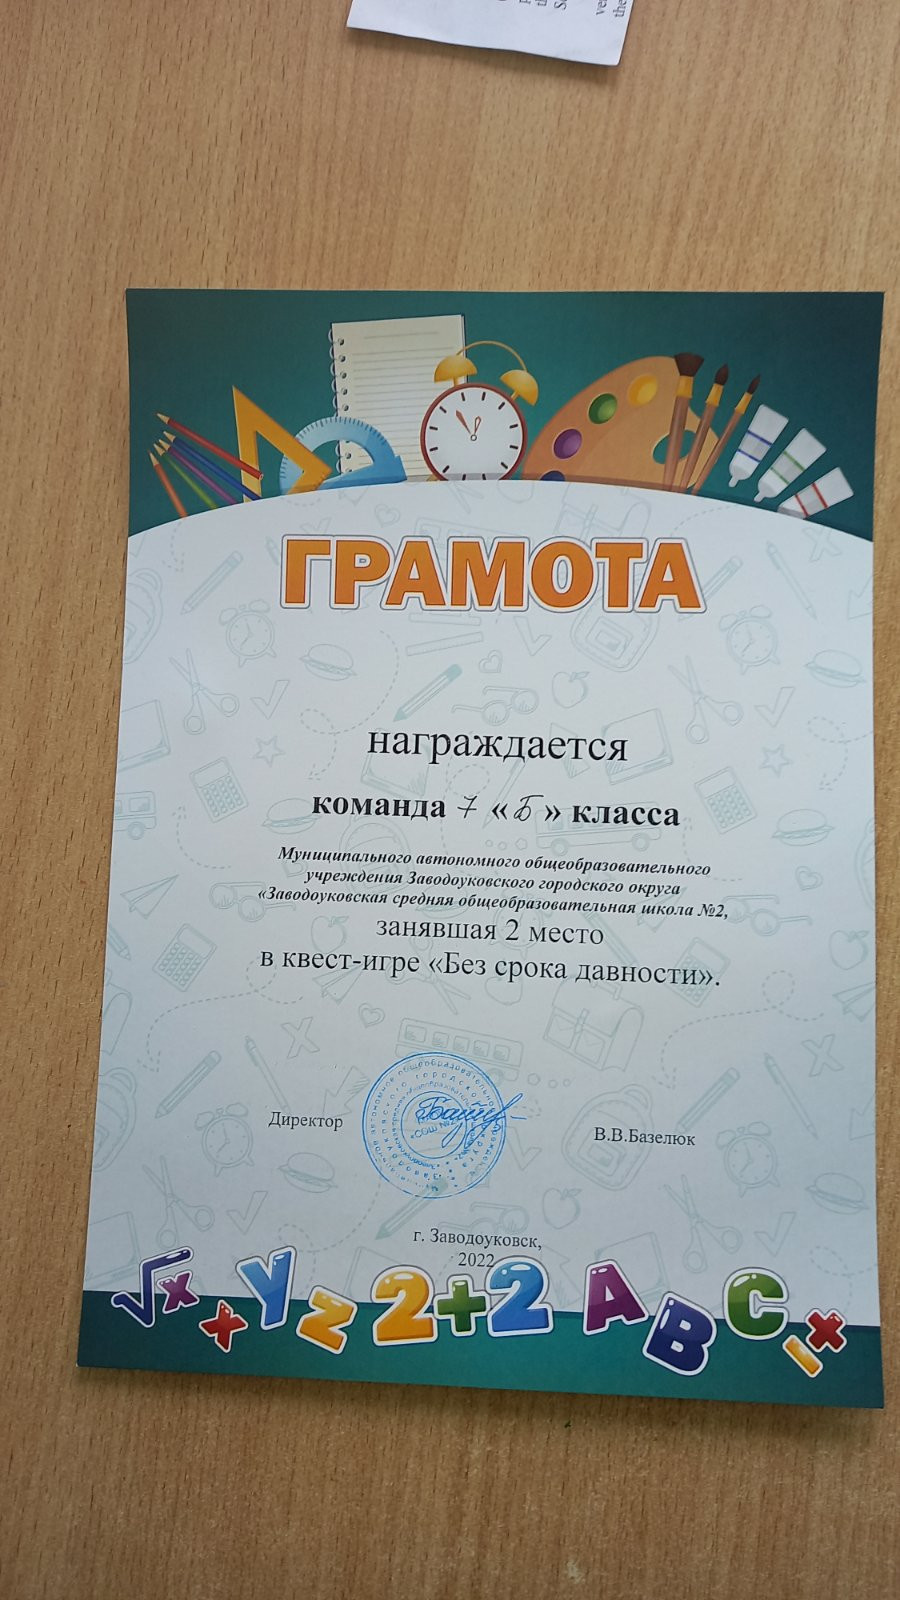 ГРАМОТА
награждается
команда 7 «Б» класса
Муниципального автономного общеобразовательного
учреждения Заводоуковского городского округа
«Заводоуковская средняя общеобразовательная школа №2,
занявшая 2 место
в квест-игре «Без срока давности».
Директор
В.В.Базелюк
г. Заводоуковск,
2022
√x x Y Z 2+2 A B C - x